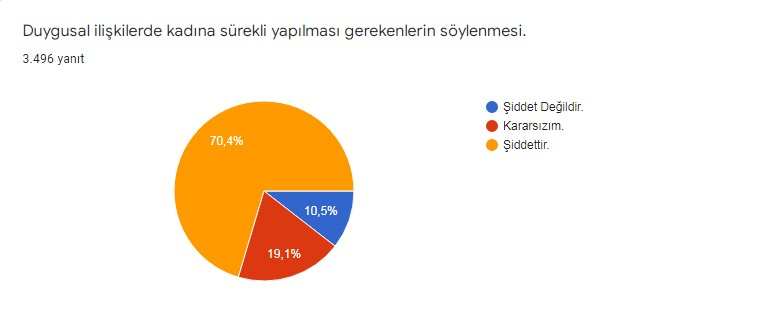 Duygusal ilişkilerde kadına sürekli yapılması gerekenlerin söylenmesi.
3.496 yanıt
Şiddet Değildir.
Kararsızım.
Şiddettir.
70,4%
10,5%
19,1%